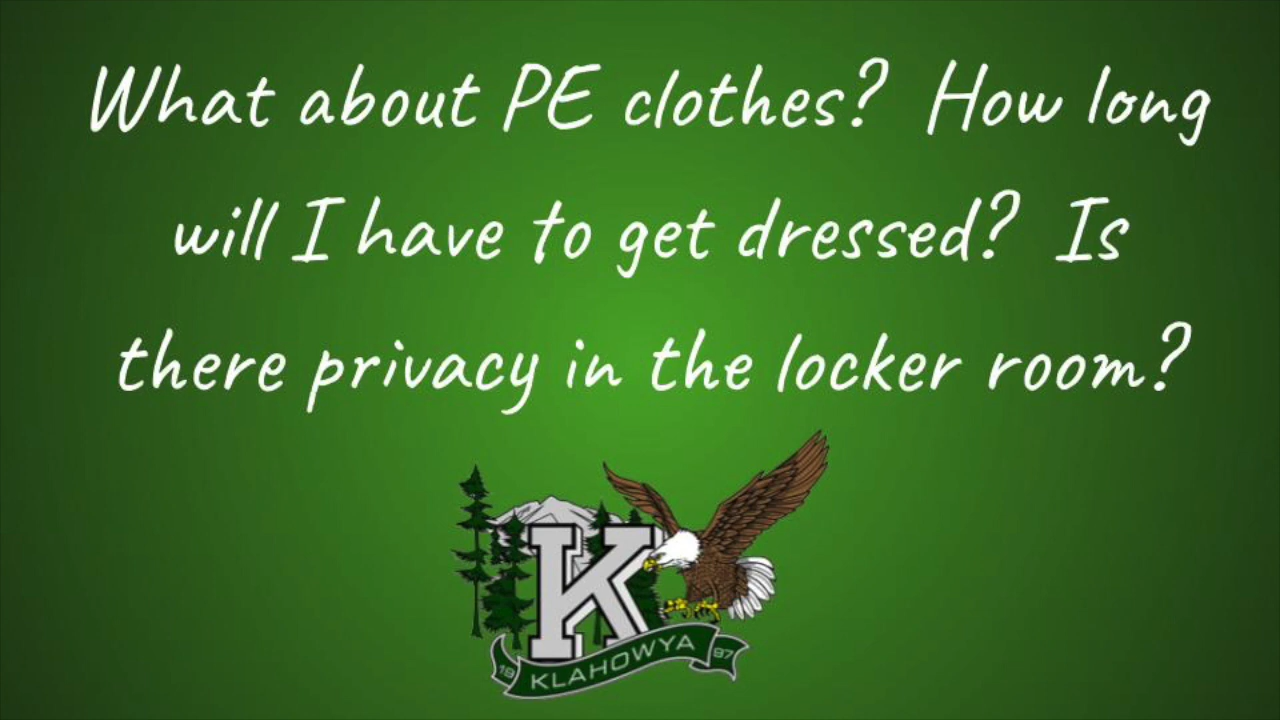 What about PE clothes? How long
will I have to get dressed? Is
there privacy in the locker room?
K
19 KLAHOWYA 97